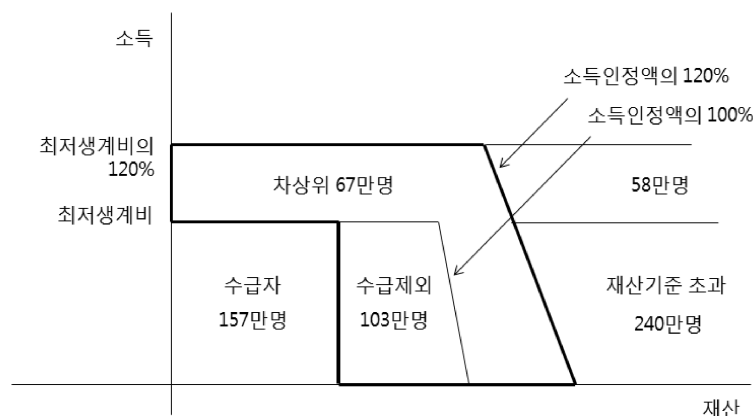 소득
소득인정액의 120%
소득인정액의 100%
최저생계비의
120%
차상위 67만명
58만명
최저생계비
수급자
157만명
수급제외
103만명
재산기준 초과
240만명
재산